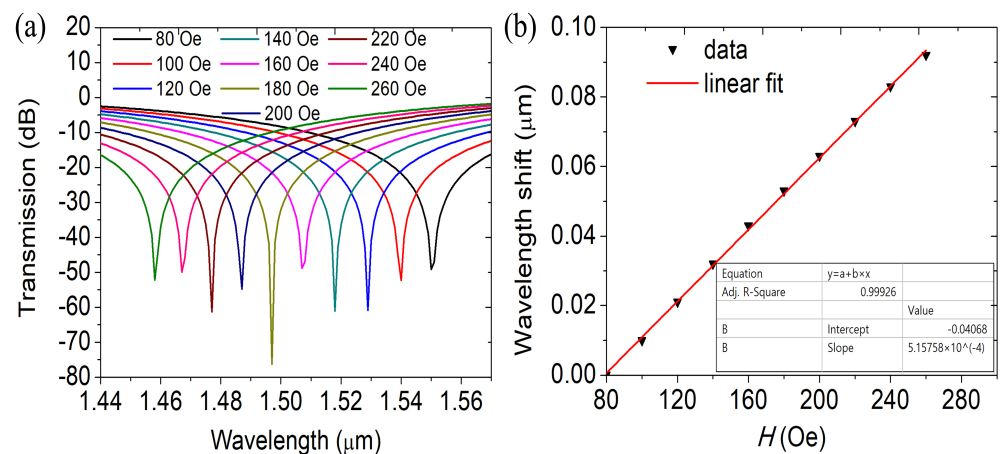 (a)
20
10
0
-10
-20
-30
-40
-50
-60
-70
-80
Transmission (dB)
80 Oe 140 Oe 220 Oe
100 Oe 160 Oe 240 Oe
120 Oe 180 Oe 260 Oe
200 Oe
1.44 1.46 1.48 1.50 1.52 1.54 1.56
Wavelength (μm)
(b)
0.10
0.08
0.06
0.04
0.02
0.00
Wavelength shift (μm)
data
linear fit
Equation y=a+b×x
Adj. R-Square 0.99926
Value
B Intercept -0.04068
B Slope 5.15758×10^(-4)
80 120 160 200 240 280
H (Oe)